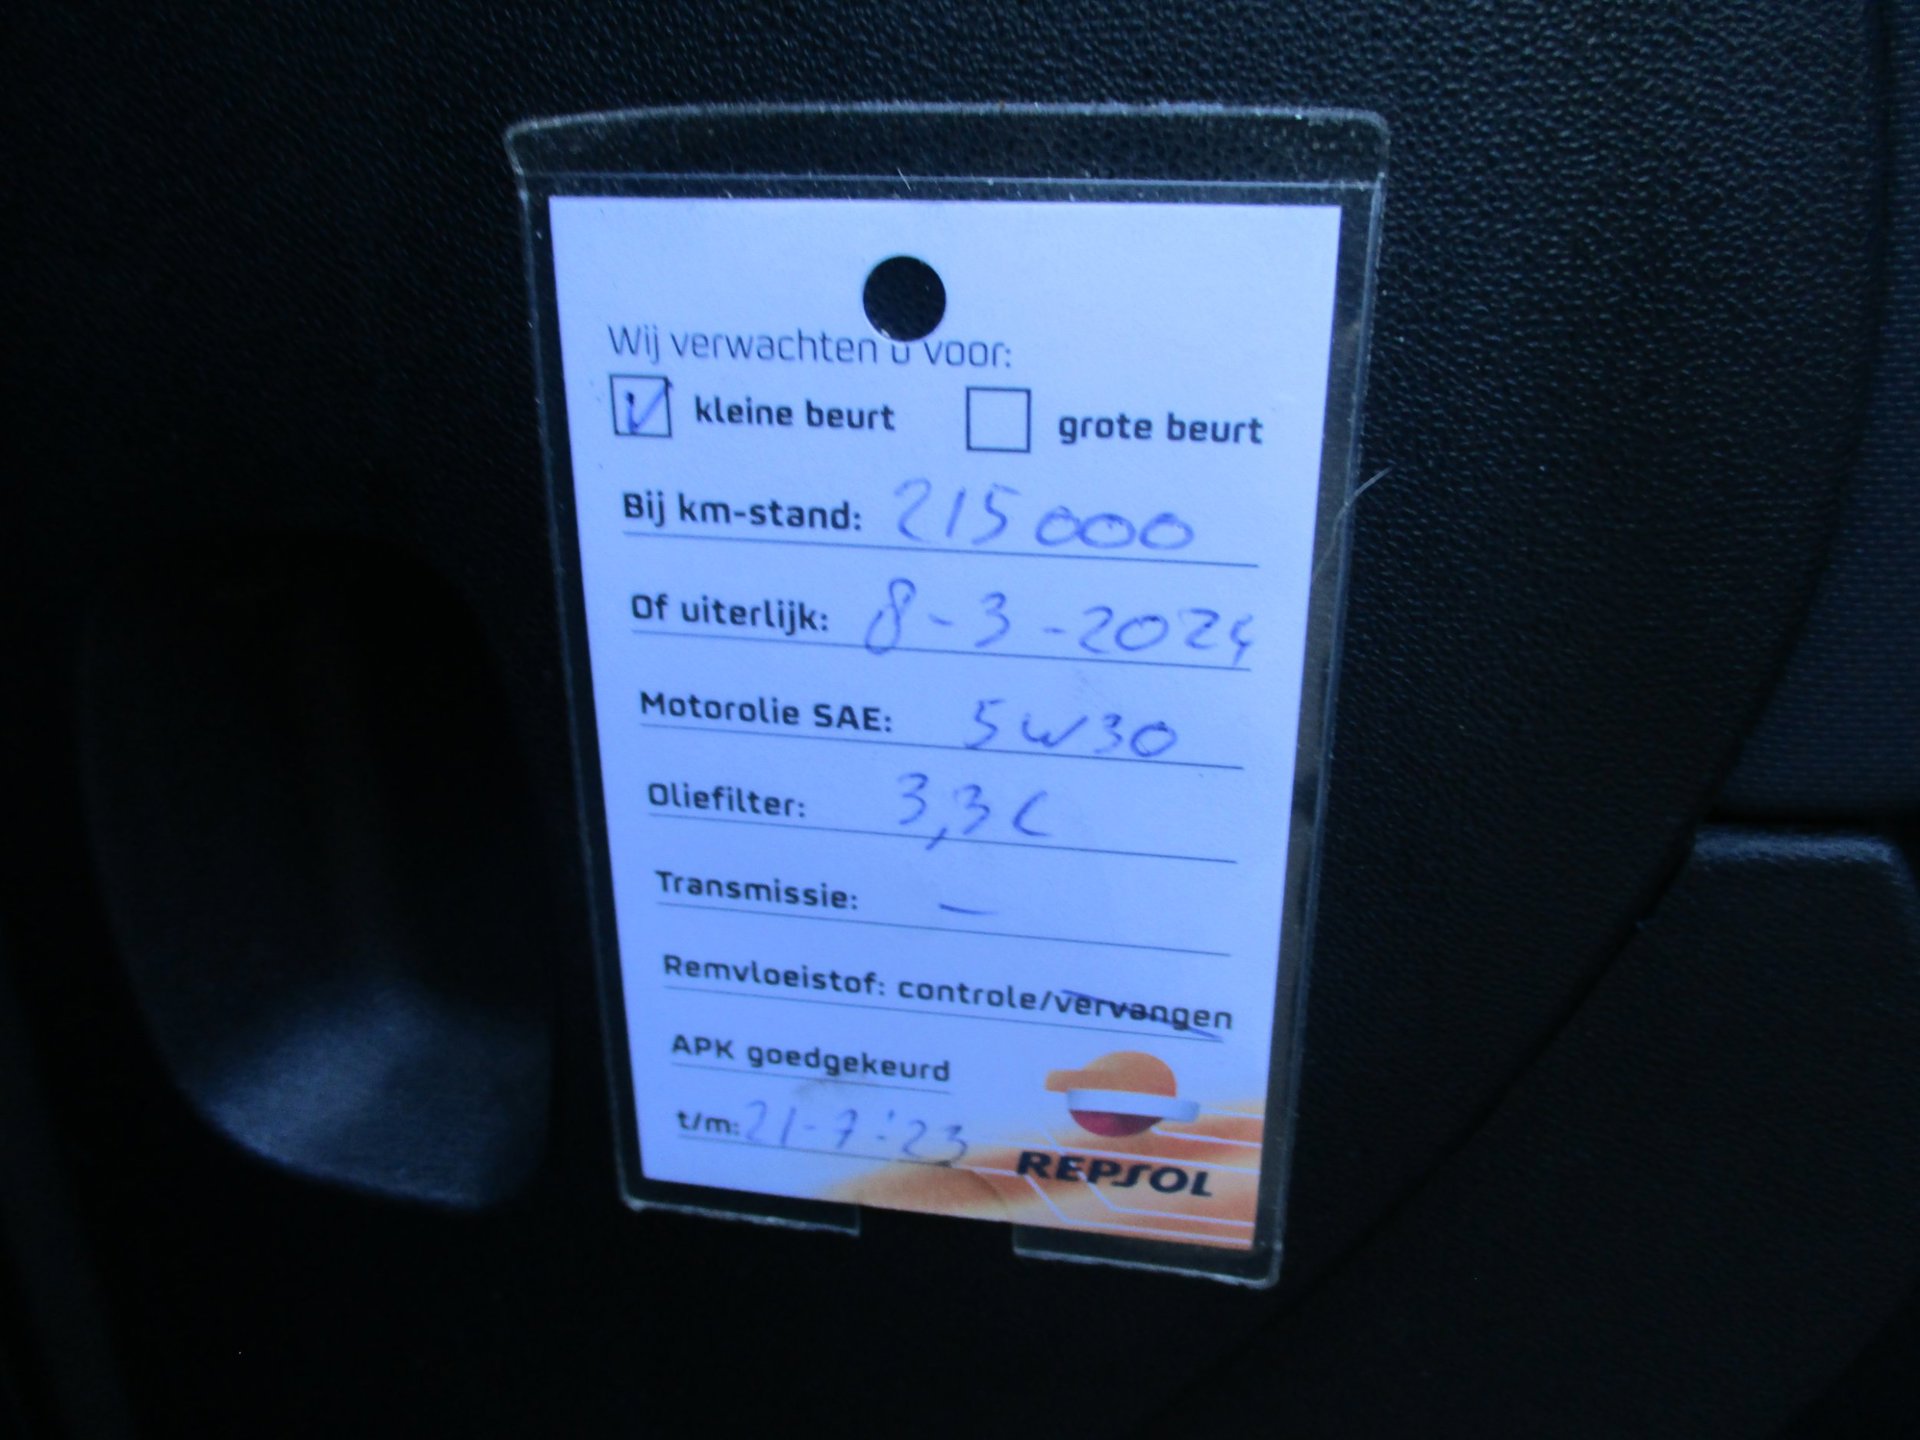 Wij verwachten u voor:
kleine beurt grote beurt
Bij km-stand: 215000
Of uiterlijk: 8-3-2024
Motorolie SAE: 5W30
Oliefilter: 3,3L
Transmissie: —
Remvloeistof: controle/vervangen
APK goedgekeurd
t/m: 21-7-'23
REPSOL